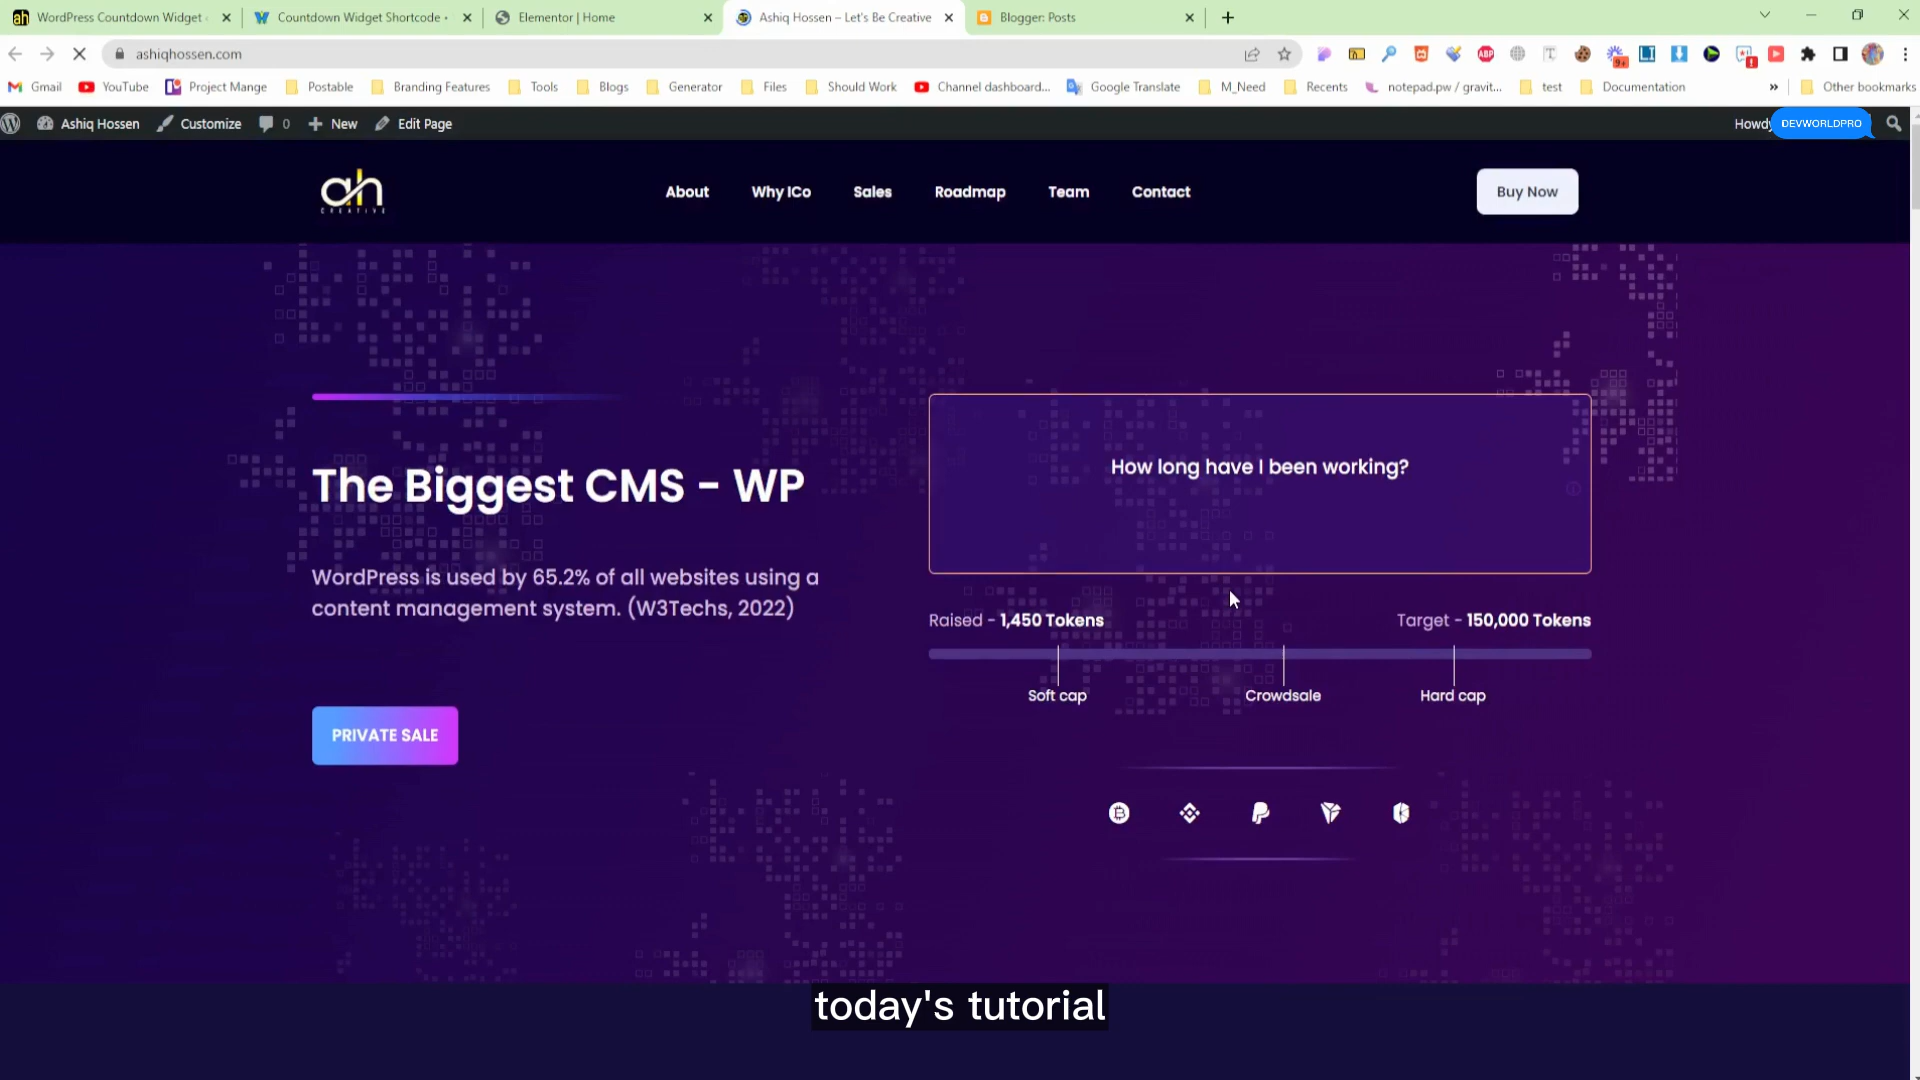 WordPress Countdown Widget
Countdown Widget Shortcode
Elementor | Home
Ashiq Hossen – Let's Be Creative
Blogger: Posts
ashiqhossen.com
Gmail
YouTube
Project Mange
Postable
Branding Features
Tools
Blogs
Generator
Files
Should Work
Channel dashboard...
Google Translate
M_Need
Recents
notepad.pw / gravit...
test
Documentation
»
Other bookmarks
Ashiq Hossen
Customize
0
New
Edit Page
Howdy
DEVWORLDPRO
ah
CREATIVE
About
Why ICo
Sales
Roadmap
Team
Contact
Buy Now
The Biggest CMS - WP
WordPress is used by 65.2% of all websites using a
content management system. (W3Techs, 2022)
PRIVATE SALE
How long have I been working?
Raised - 1,450 Tokens
Target - 150,000 Tokens
Soft cap
Crowdsale
Hard cap
today's tutorial